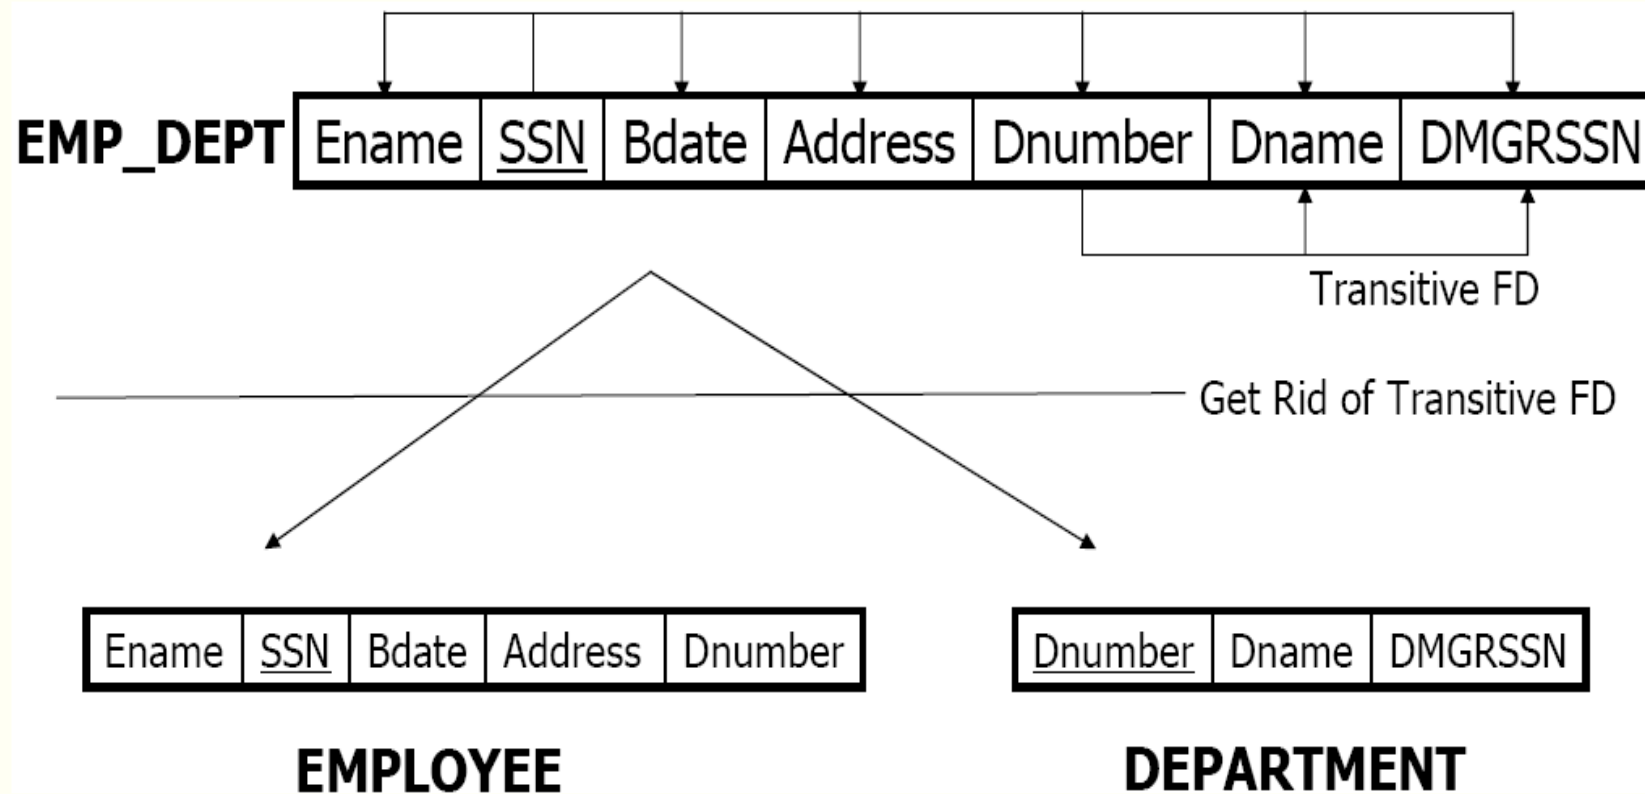 EMP_DEPT Ename SSN Bdate Address Dnumber Dname DMGRSSN
Transitive FD
Get Rid of Transitive FD
Ename SSN Bdate Address Dnumber Dnumber Dname DMGRSSN
EMPLOYEE DEPARTMENT